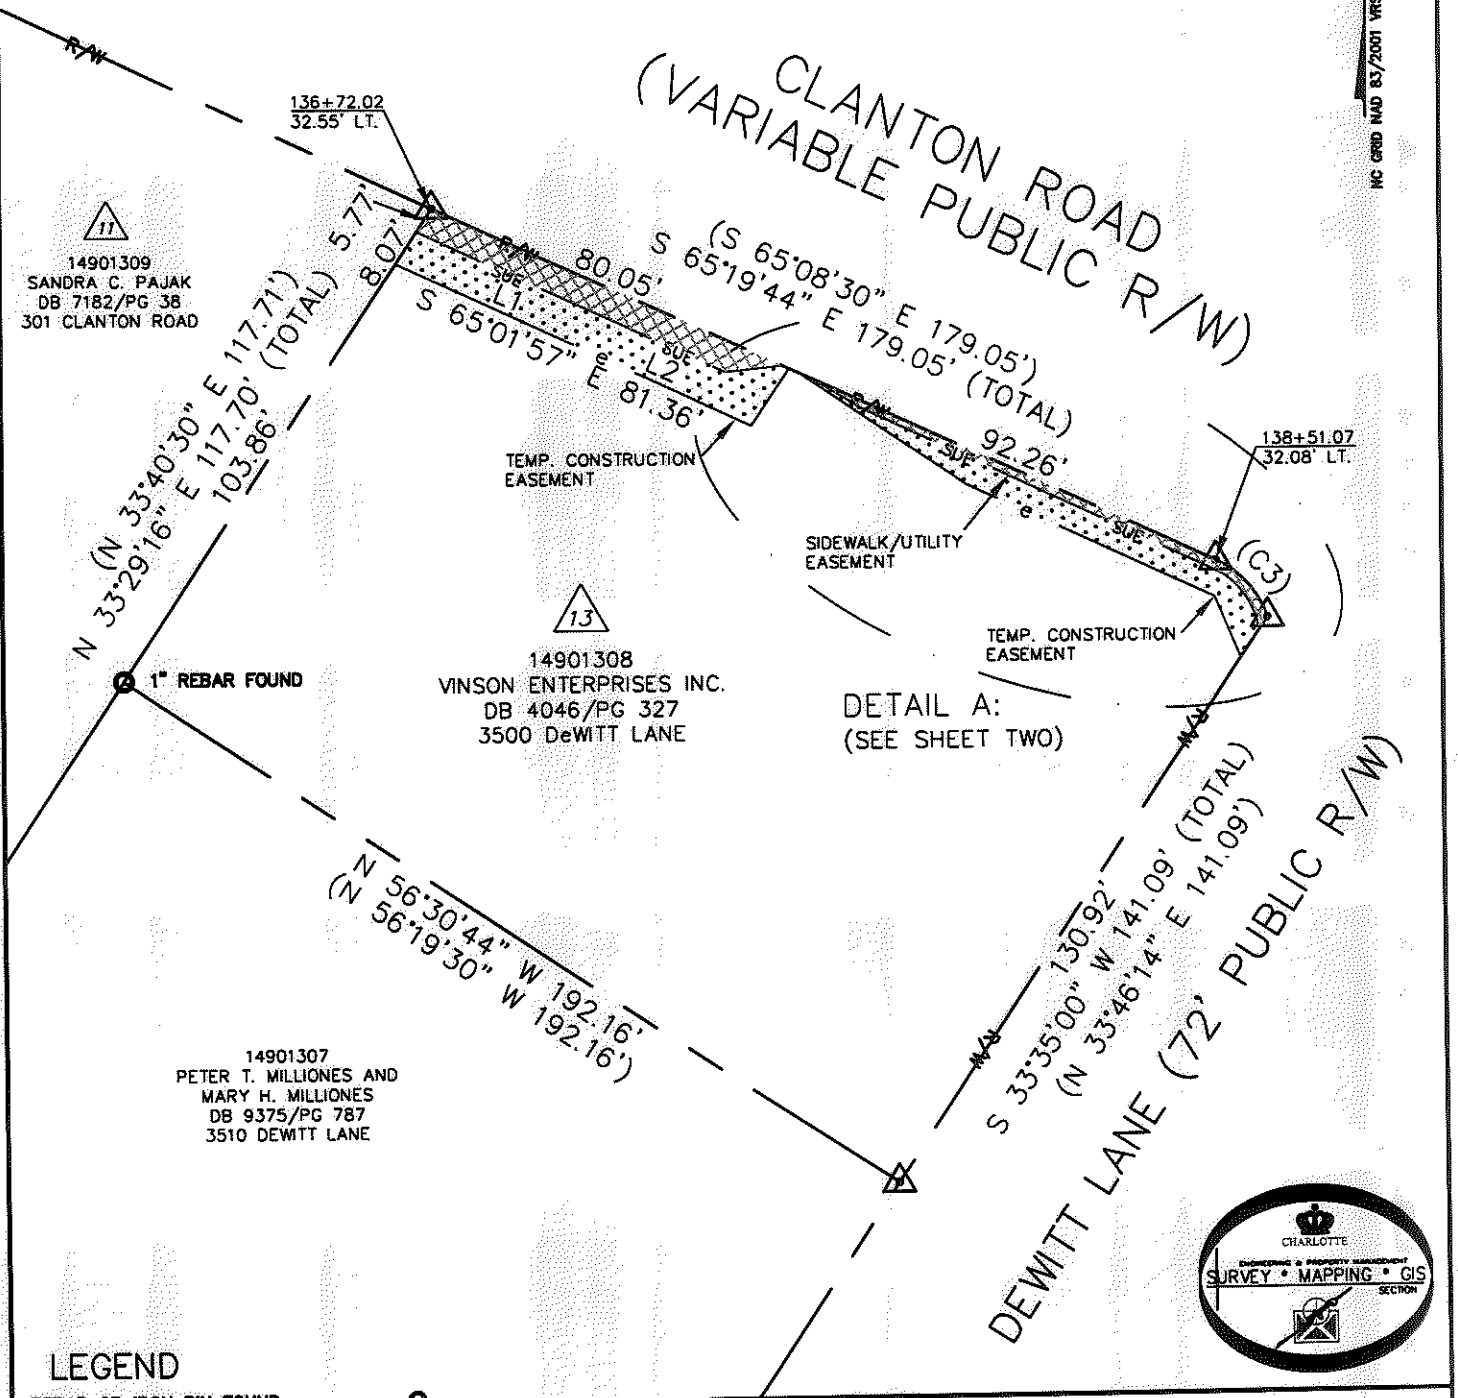 R/W
136+72.02
32.55' LT.
CLANTON ROAD
(VARIABLE PUBLIC R/W)
NC GRID NAD 83/2001 VRS
11
14901309
SANDRA C. PAJAK
DB 7182/PG 38
301 CLANTON ROAD
5.77'
8.07'
R/W
80.05'
SUE
L1
S 65°01'57" E 81.36'
SUE
L2
e
(S 65°08'30" E 179.05')
S 65°19'44" E 179.05' (TOTAL)
R/W
92.26'
SUE
e
SUE
138+51.07
32.08' LT.
(C3)
TEMP. CONSTRUCTION
EASEMENT
SIDEWALK/UTILITY
EASEMENT
TEMP. CONSTRUCTION
EASEMENT
(N 33°40'30" E 117.71')
N 33°29'16" E 117.70' (TOTAL)
103.86'
1" REBAR FOUND
13
14901308
VINSON ENTERPRISES INC.
DB 4046/PG 327
3500 DeWITT LANE
DETAIL A:
(SEE SHEET TWO)
R/W
N 56°30'44" W 192.16'
(N 56°19'30" W 192.16')
130.92'
S 33°35'00" W 141.09' (TOTAL)
(N 33°46'14" E 141.09')
R/W
DEWITT LANE (72' PUBLIC R/W)
14901307
PETER T. MILLIONES AND
MARY H. MILLIONES
DB 9375/PG 787
3510 DEWITT LANE
CHARLOTTE
ENGINEERING & PROPERTY MANAGEMENT
SURVEY • MAPPING • GIS
SECTION
LEGEND